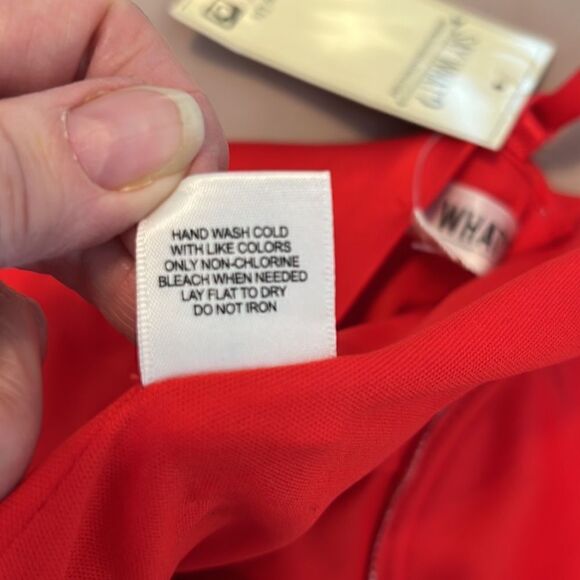 HAND WASH COLD
WITH LIKE COLORS
ONLY NON-CHLORINE
BLEACH WHEN NEEDED
LAY FLAT TO DRY
DO NOT IRON
WHAT